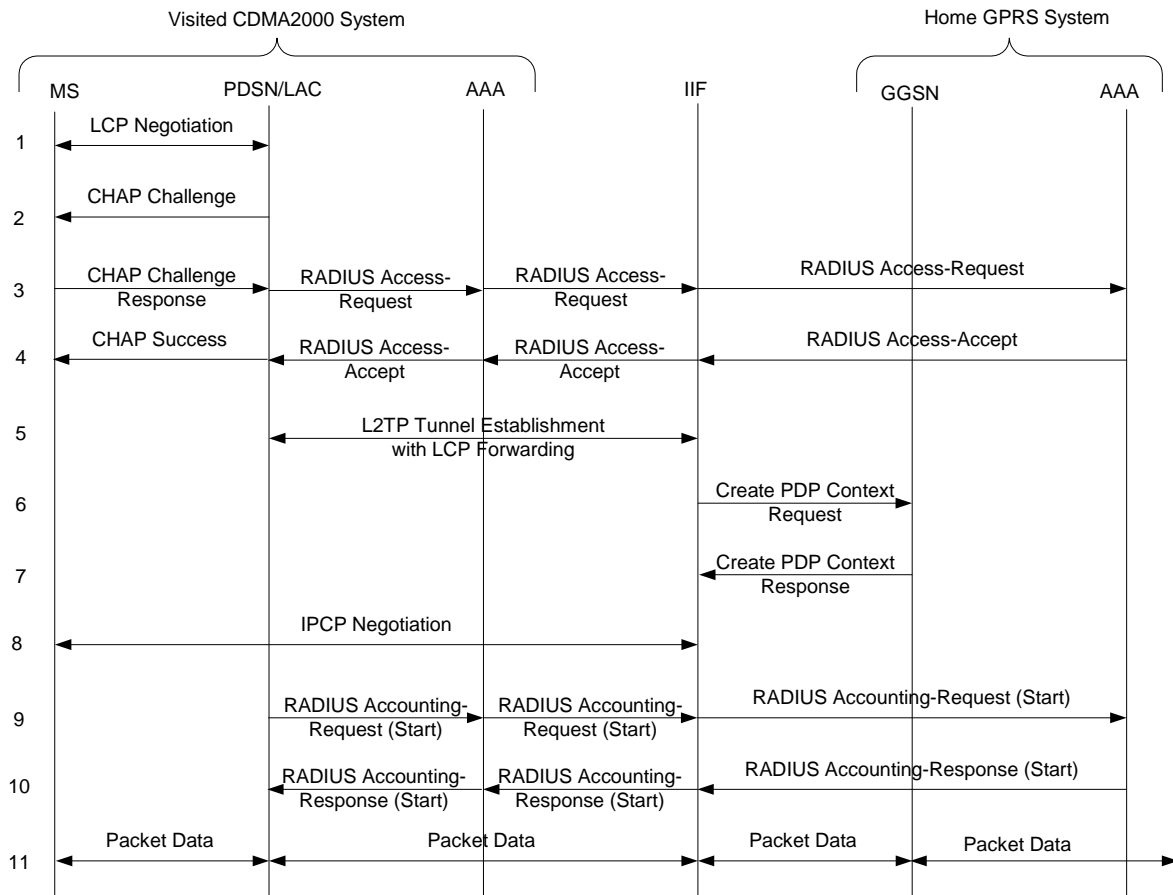 Visited CDMA2000 System
Home GPRS System
MS
PDSN/LAC
AAA
IIF
GGSN
AAA
1
LCP Negotiation
2
CHAP Challenge
3
CHAP Challenge
Response
RADIUS Access-
Request
RADIUS Access-
Request
RADIUS Access-Request
4
CHAP Success
RADIUS Access-
Accept
RADIUS Access-
Accept
RADIUS Access-Accept
5
L2TP Tunnel Establishment
with LCP Forwarding
6
Create PDP Context
Request
7
Create PDP Context
Response
8
IPCP Negotiation
9
RADIUS Accounting-
Request (Start)
RADIUS Accounting-
Request (Start)
RADIUS Accounting-Request (Start)
10
RADIUS Accounting-
Response (Start)
RADIUS Accounting-
Response (Start)
RADIUS Accounting-Response (Start)
11
Packet Data
Packet Data
Packet Data
Packet Data